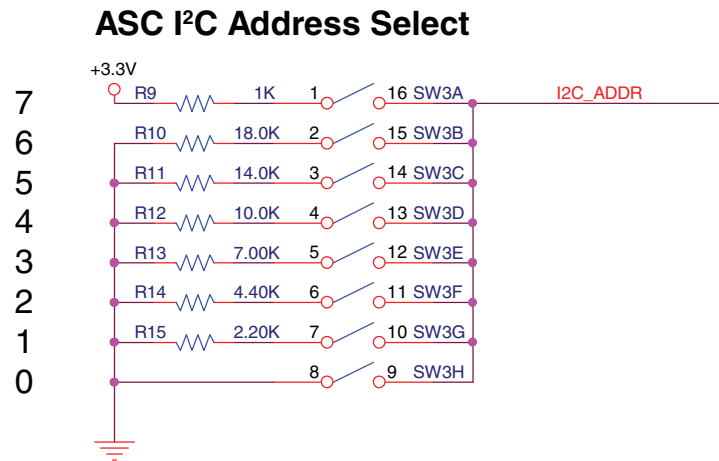 ASC I²C Address Select
+3.3V
7 R9 1K 1 16 SW3A I2C_ADDR
6 R10 18.0K 2 15 SW3B
5 R11 14.0K 3 14 SW3C
4 R12 10.0K 4 13 SW3D
3 R13 7.00K 5 12 SW3E
2 R14 4.40K 6 11 SW3F
1 R15 2.20K 7 10 SW3G
0 8 9 SW3H